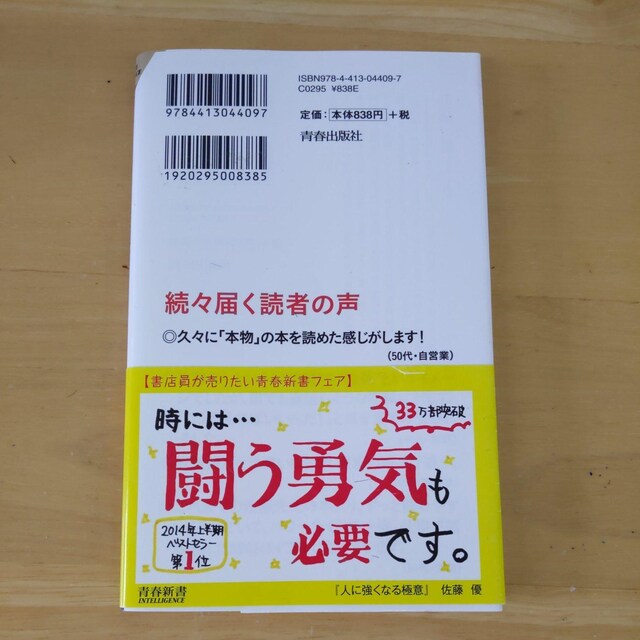 ISBN978-4-413-04409-7
C0295 ¥838E
9784413044097
定価：本体838円＋税
青春出版社
1920295008385
続々届く読者の声
◎久々に「本物」の本を読めた感じがします！
（50代・自営業）
【書店員が売りたい青春新書フェア】
33万部突破
時には…
闘う勇気も
必要です。
2014年上半期
ベストセラー
第1位
青春新書
INTELLIGENCE
『人に強くなる極意』 佐藤 優